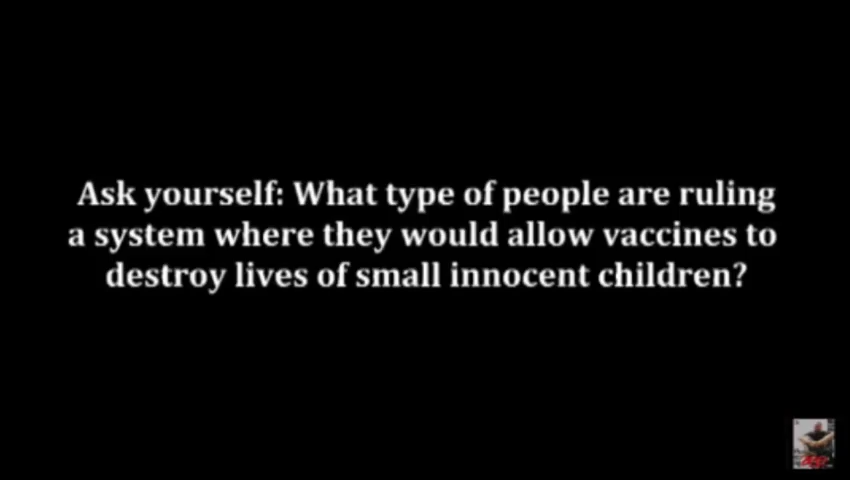 Ask yourself: What type of people are ruling
a system where they would allow vaccines to
destroy lives of small innocent children?